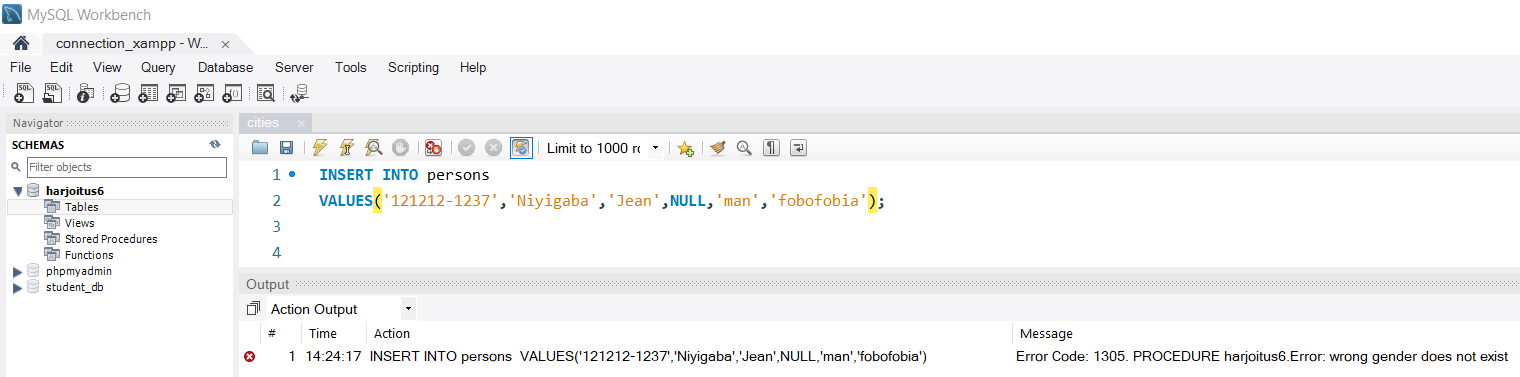 MySQL Workbench
connection_xampp - W... ×
File Edit View Query Database Server Tools Scripting Help
Navigator
SCHEMAS
Filter objects
harjoitus6
Tables
Views
Stored Procedures
Functions
phpmyadmin
student_db
cities ×
Limit to 1000 rc
1 INSERT INTO persons
2 VALUES('121212-1237','Niyigaba','Jean',NULL,'man','fobofobia');
3
4
Output
Action Output
# Time Action Message
1 14:24:17 INSERT INTO persons VALUES('121212-1237','Niyigaba','Jean',NULL,'man','fobofobia') Error Code: 1305. PROCEDURE harjoitus6.Error: wrong gender does not exist